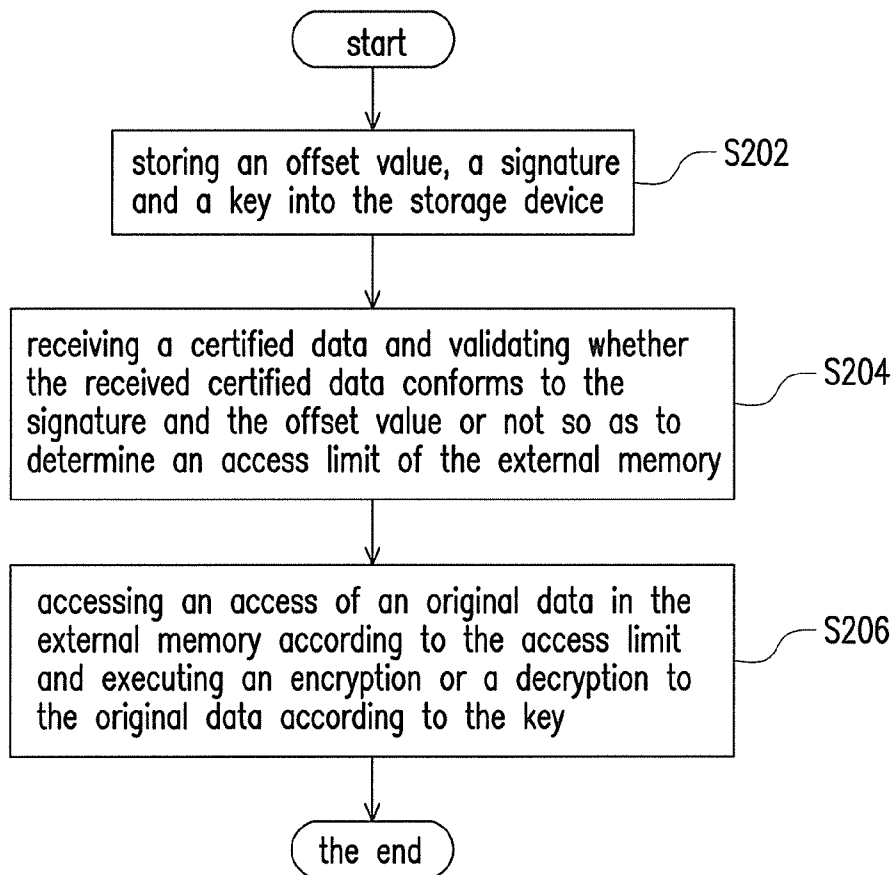 start
storing an offset value, a signature
and a key into the storage device
S202
receiving a certified data and validating whether
the received certified data conforms to the
signature and the offset value or not so as to
determine an access limit of the external memory
S204
accessing an access of an original data in the
external memory according to the access limit
and executing an encryption or a decryption to
the original data according to the key
S206
the end